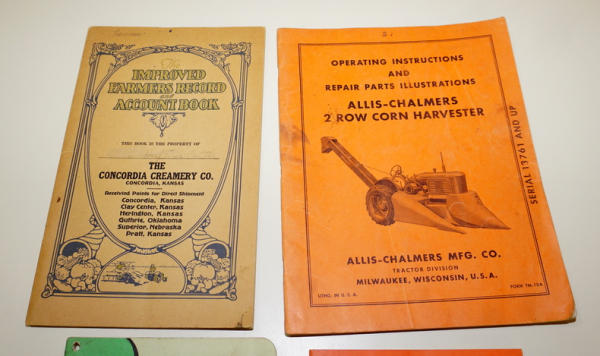 The
IMPROVED
FARMERS RECORD
and
ACCOUNT BOOK
THIS BOOK IS THE PROPERTY OF
THE
CONCORDIA CREAMERY CO.
CONCORDIA, KANSAS
Receiving Points for Direct Shipment
Concordia, Kansas
Clay Center, Kansas
Herington, Kansas
Guthrie, Oklahoma
Superior, Nebraska
Pratt, Kansas
OPERATING INSTRUCTIONS
AND
REPAIR PARTS ILLUSTRATIONS
ALLIS-CHALMERS
2 ROW CORN HARVESTER
SERIAL 13761 AND UP
ALLIS-CHALMERS MFG. CO.
TRACTOR DIVISION
MILWAUKEE, WISCONSIN, U.S.A.
LITHO. IN U.S.A.